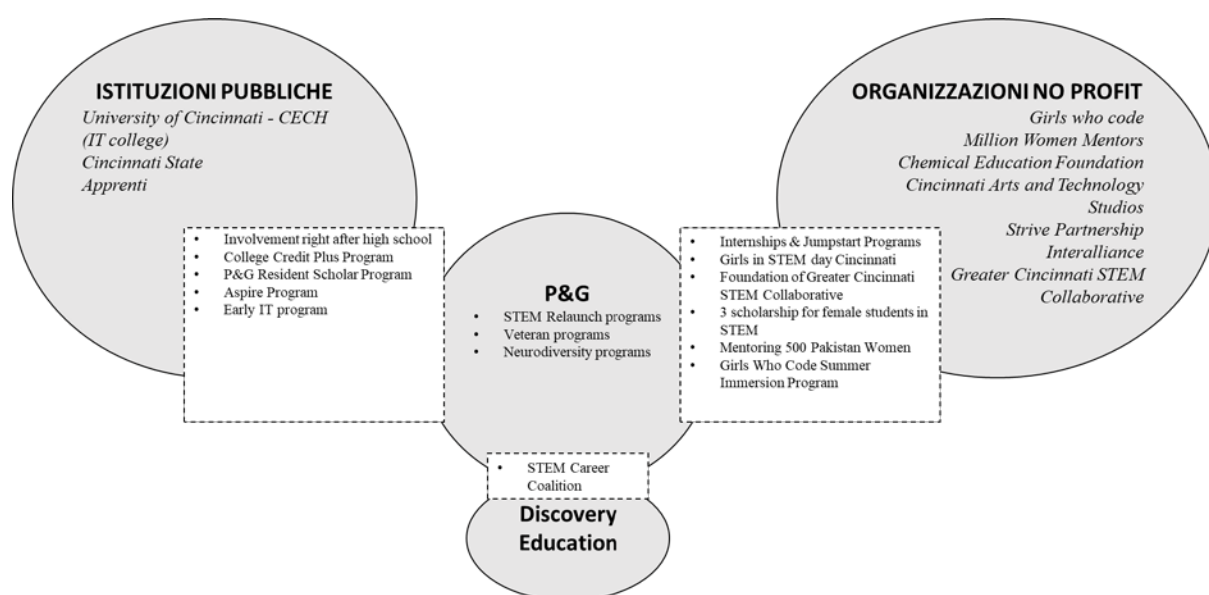 ISTITUZIONI PUBBLICHE
University of Cincinnati - CECH
(IT college)
Cincinnati State
Apprenti
• Involvement right after high school
• College Credit Plus Program
• P&G Resident Scholar Program
• Aspire Program
• Early IT program
P&G
• STEM Relaunch programs
• Veteran programs
• Neurodiversity programs
• STEM Career
Coalition
Discovery
Education
• Internships & Jumpstart Programs
• Girls in STEM day Cincinnati
• Foundation of Greater Cincinnati
STEM Collaborative
• 3 scholarship for female students in
STEM
• Mentoring 500 Pakistan Women
• Girls Who Code Summer
Immersion Program
ORGANIZZAZIONI NO PROFIT
Girls who code
Million Women Mentors
Chemical Education Foundation
Cincinnati Arts and Technology
Studios
Strive Partnership
Interalliance
Greater Cincinnati STEM
Collaborative